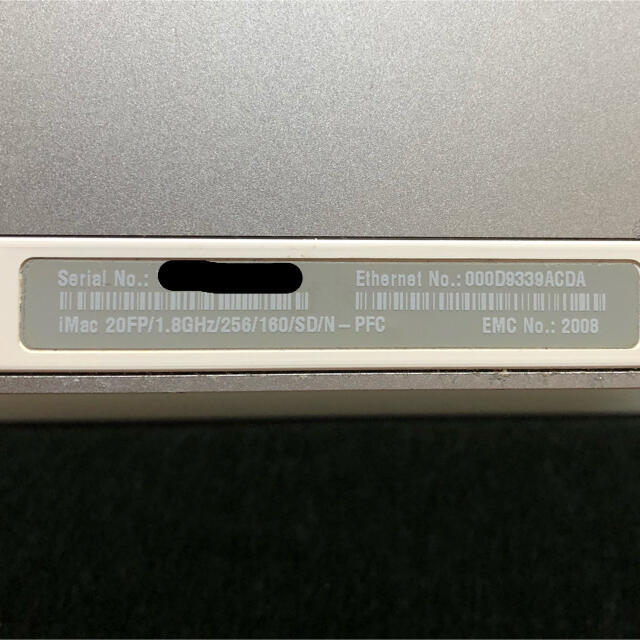 Serial No.:
Ethernet No.: 000D9339ACDA
iMac 20FP/1.8GHz/256/160/SD/N-PFC
EMC No.: 2008